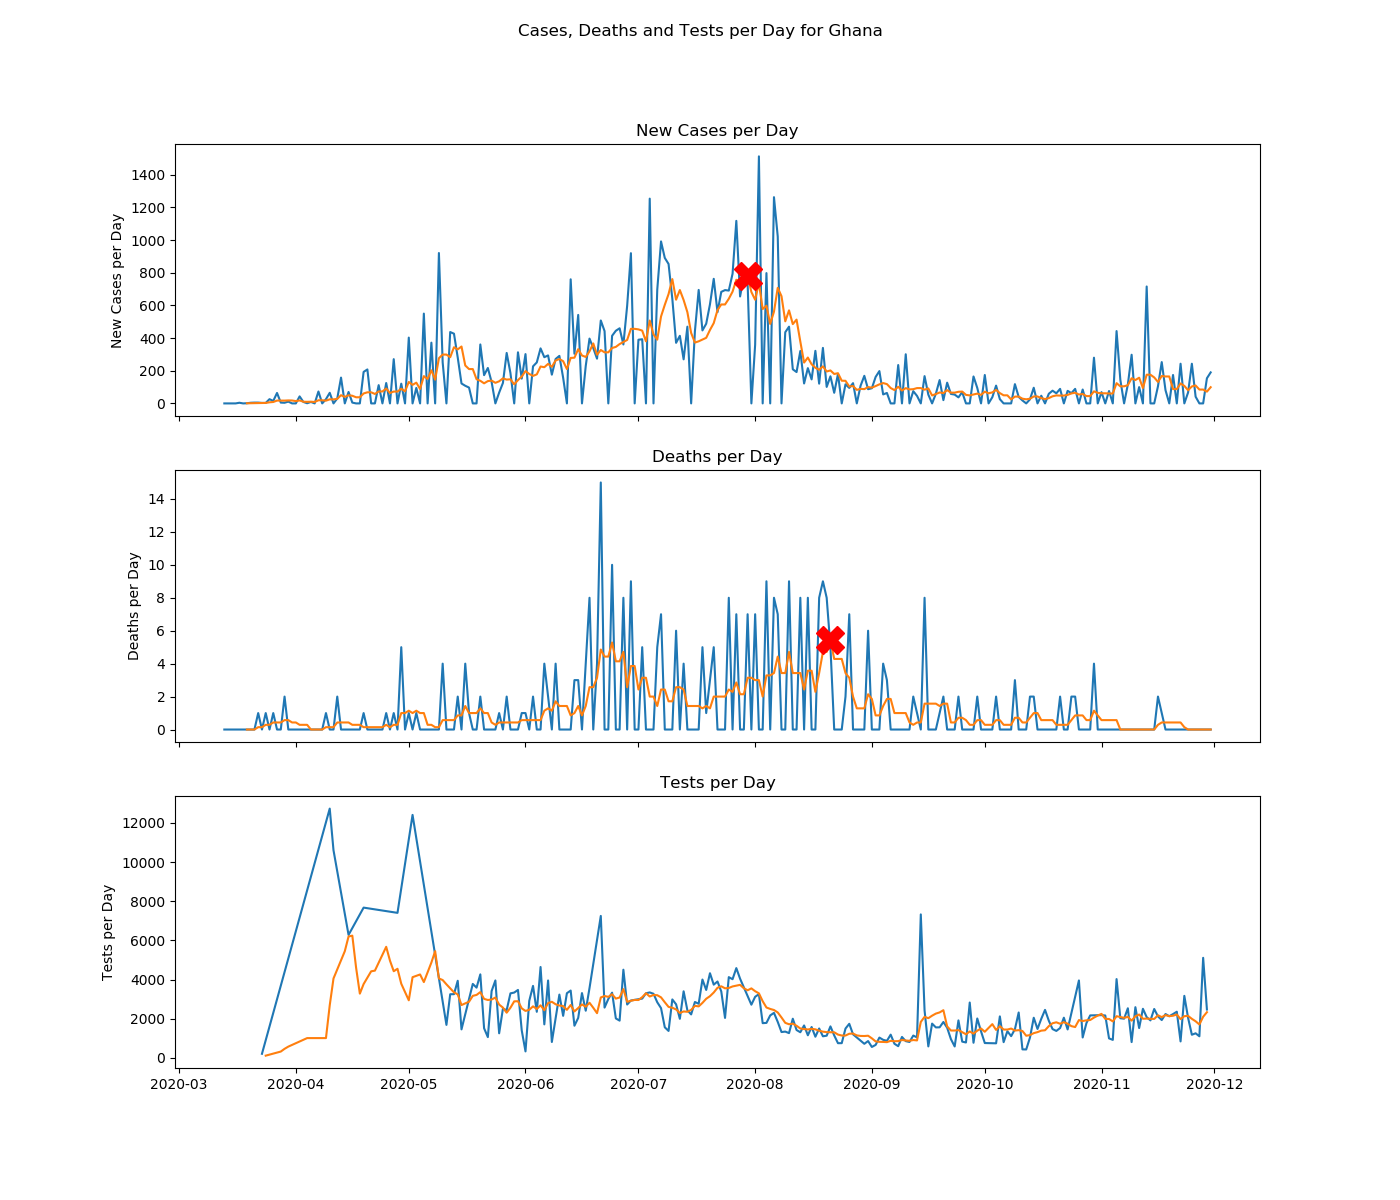 Cases, Deaths and Tests per Day for Ghana
New Cases per Day
New Cases per Day
1400
1200
1000
800
600
400
200
0
Deaths per Day
Deaths per Day
14
12
10
8
6
4
2
0
Tests per Day
Tests per Day
12000
10000
8000
6000
4000
2000
0
2020-03 2020-04 2020-05 2020-06 2020-07 2020-08 2020-09 2020-10 2020-11 2020-12